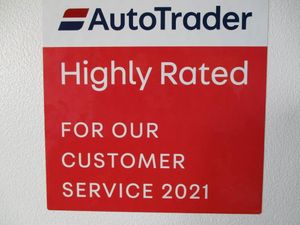 AutoTrader
Highly Rated
FOR OUR
CUSTOMER
SERVICE 2021